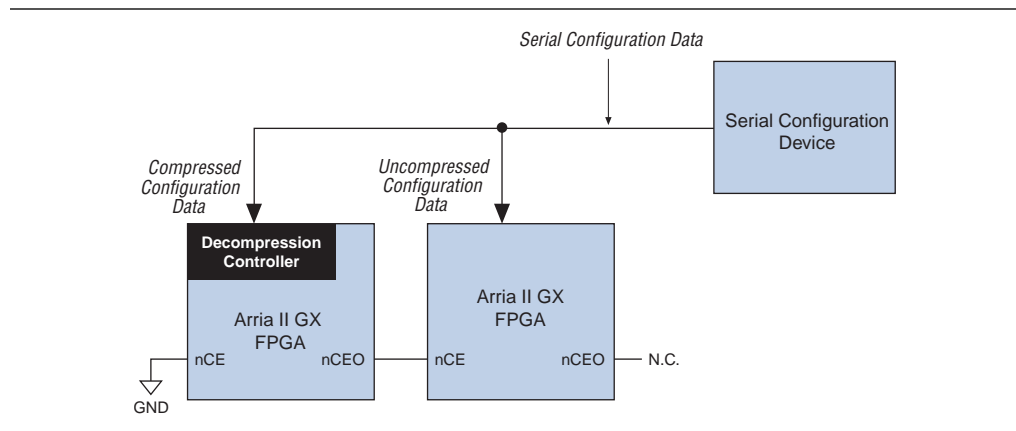 Serial Configuration Data
Serial Configuration
Device
Compressed
Configuration
Data
Uncompressed
Configuration
Data
Decompression
Controller
Arria II GX
FPGA
nCE
nCEO
Arria II GX
FPGA
nCE
nCEO
N.C.
GND